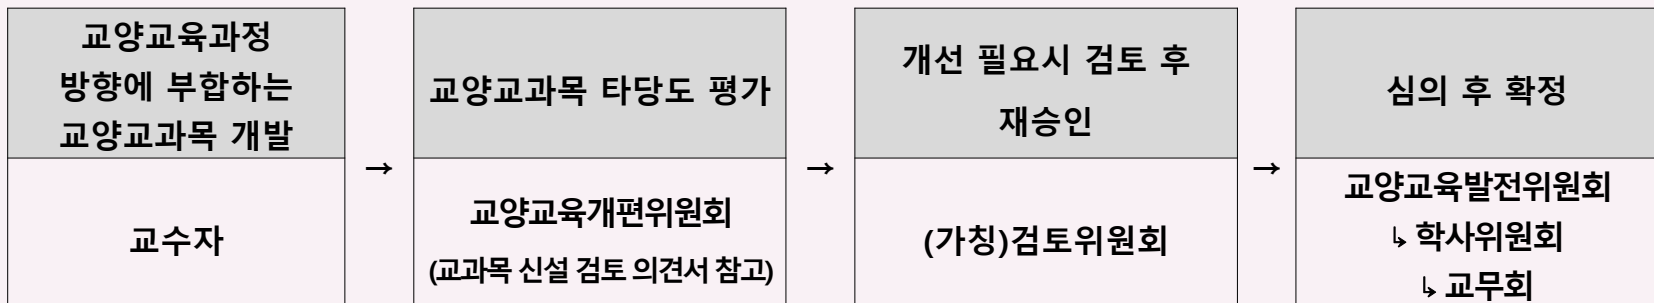 교양교육과정
방향에 부합하는
교양교과목 개발
교수자
→
교양교과목 타당도 평가
교양교육개편위원회
(교과목 신설 검토 의견서 참고)
→
개선 필요시 검토 후
재승인
(가칭)검토위원회
→
심의 후 확정
교양교육발전위원회
↳ 학사위원회
↳ 교무회